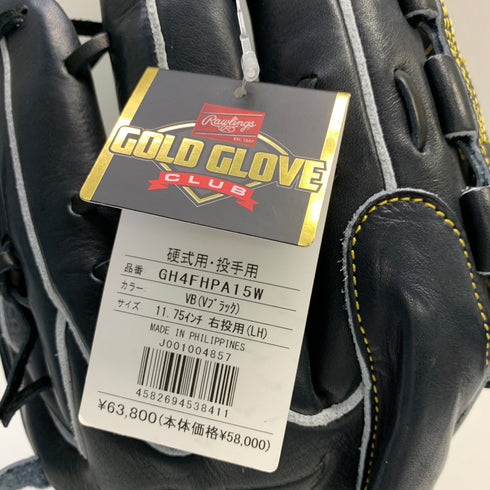 Rawlings
EST. 1887
GOLD GLOVE
CLUB
硬式用・投手用
品番 GH4FHPA15W
カラー VB(Vブラック)
サイズ 11.75インチ 右投用(LH)
MADE IN PHILIPPINES
J001004857
4582694538411
¥63,800(本体価格¥58,000)